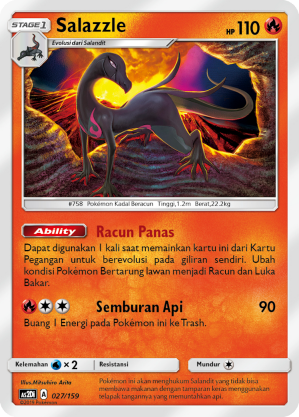 STAGE 1
Salazzle
HP 110
Evolusi dari Salandit
#758 Pokémon Kadal Beracun Tinggi,1.2m Berat,22.2kg
Ability Racun Panas
Dapat digunakan 1 kali saat memainkan kartu ini dari Kartu
Pegangan untuk berevolusi pada giliran sendiri. Ubah
kondisi Pokémon Bertarung lawan menjadi Racun dan Luka
Bakar.
Semburan Api 90
Buang 1 Energi pada Pokémon ini ke Trash.
Kelemahan ×2 Resistansi Mundur
Illus.Mitsuhiro Arita
AS2D A 027/159
Pokémon ini akan menghukum Salandit yang tidak bisa
membawa makanan dengan tamparan keras menggunakan
telapak tangannya yang memuntahkan api.